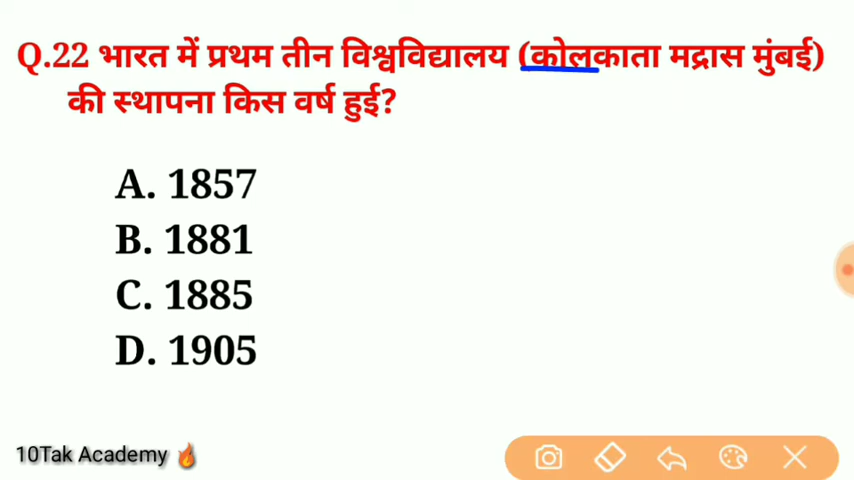 Q.22 भारत में प्रथम तीन विश्वविद्यालय (कोलकाता मद्रास मुंबई)
की स्थापना किस वर्ष हुई?
A. 1857
B. 1881
C. 1885
D. 1905
10Tak Academy 🔥